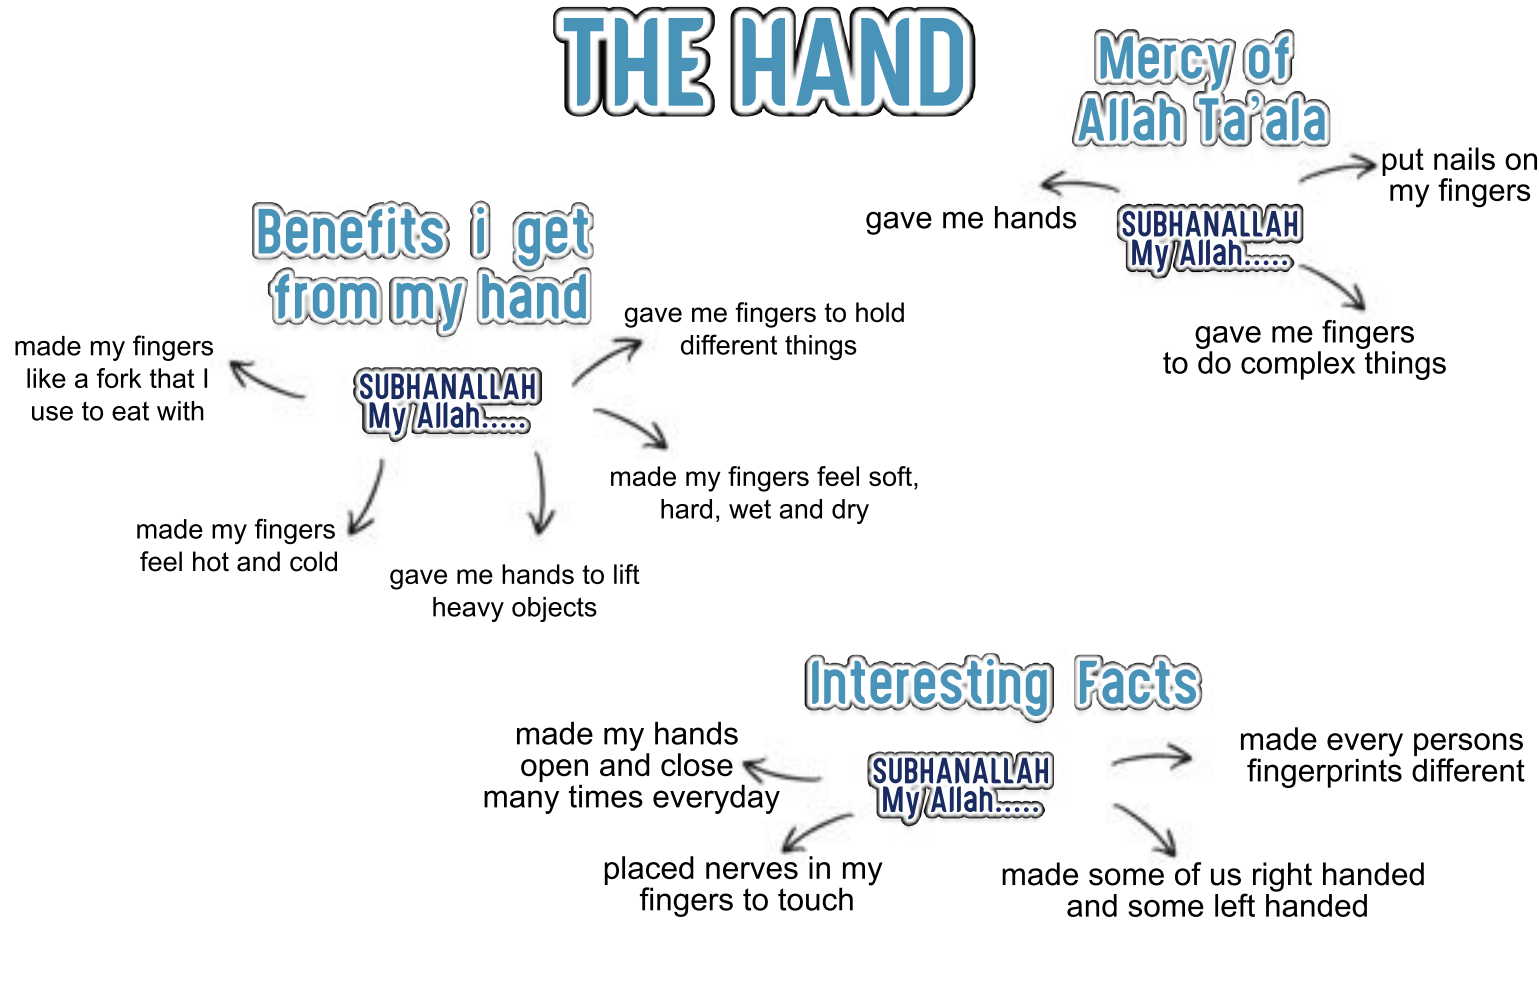 THE HAND
Mercy of
Allah Ta'ala
put nails on
my fingers
gave me hands
SUBHANALLAH
My Allah.....
gave me fingers
to do complex things
Benefits i get
from my hand
gave me fingers to hold
different things
made my fingers
like a fork that I
use to eat with
SUBHANALLAH
My Allah.....
made my fingers feel soft,
hard, wet and dry
made my fingers
feel hot and cold
gave me hands to lift
heavy objects
Interesting Facts
made my hands
open and close
many times everyday
SUBHANALLAH
My Allah.....
made every persons
fingerprints different
placed nerves in my
fingers to touch
made some of us right handed
and some left handed